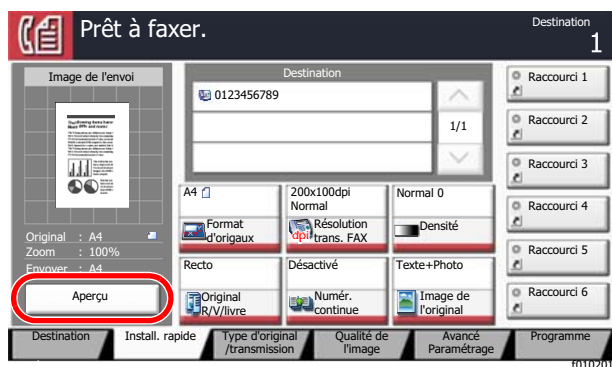 Prêt à faxer.
Destination
1
Image de l'envoi
Original : A4
Zoom : 100%
Envoyer : A4
Aperçu
Destination
0123456789
1/1
A4
Format
d'origaux
200x100dpi
Normal
dpi
Résolution
trans. FAX
Normal 0
Densité
Recto
Original
R/V/livre
Désactivé
Numér.
continue
Texte+Photo
Image de
l'original
Raccourci 1
Raccourci 2
Raccourci 3
Raccourci 4
Raccourci 5
Raccourci 6
Destination
Install. rapide
Type d'original
/transmission
Qualité de
l'image
Avancé
Paramétrage
Programme
f010201